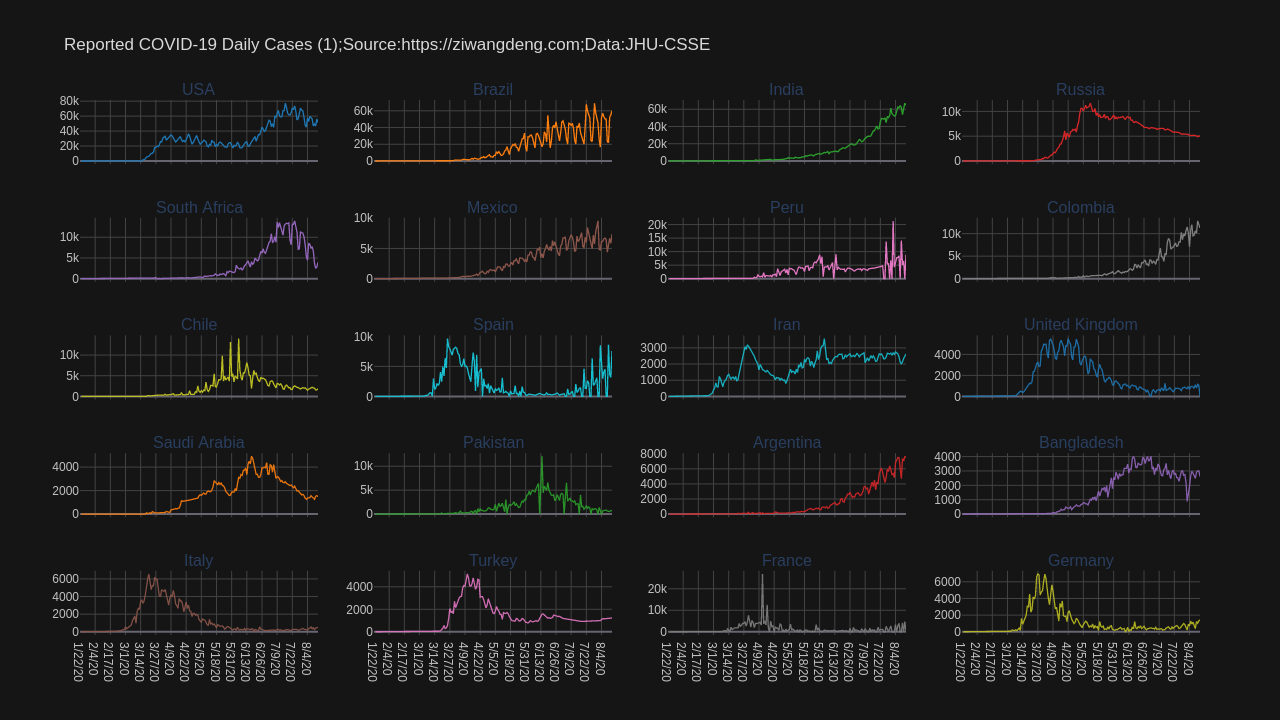 Reported COVID-19 Daily Cases (1);Source:https://ziwangdeng.com;Data:JHU-CSSE
USA
Brazil
India
Russia
80k
60k
40k
20k
0
60k
40k
20k
0
60k
40k
20k
0
10k
5k
0
South Africa
Mexico
Peru
Colombia
10k
5k
0
10k
5k
0
20k
15k
10k
5k
0
10k
5k
0
Chile
Spain
Iran
United Kingdom
10k
5k
0
10k
5k
0
3000
2000
1000
0
4000
2000
0
Saudi Arabia
Pakistan
Argentina
Bangladesh
4000
2000
0
10k
5k
0
8000
6000
4000
2000
0
4000
3000
2000
1000
0
Italy
Turkey
France
Germany
6000
4000
2000
0
4000
2000
0
20k
10k
0
6000
4000
2000
0
1/22/20 2/4/20 2/17/20 3/1/20 3/14/20 3/27/20 4/9/20 4/22/20 5/5/20 5/18/20 5/31/20 6/13/20 6/26/20 7/9/20 7/22/20 8/4/20
1/22/20 2/4/20 2/17/20 3/1/20 3/14/20 3/27/20 4/9/20 4/22/20 5/5/20 5/18/20 5/31/20 6/13/20 6/26/20 7/9/20 7/22/20 8/4/20
1/22/20 2/4/20 2/17/20 3/1/20 3/14/20 3/27/20 4/9/20 4/22/20 5/5/20 5/18/20 5/31/20 6/13/20 6/26/20 7/9/20 7/22/20 8/4/20
1/22/20 2/4/20 2/17/20 3/1/20 3/14/20 3/27/20 4/9/20 4/22/20 5/5/20 5/18/20 5/31/20 6/13/20 6/26/20 7/9/20 7/22/20 8/4/20